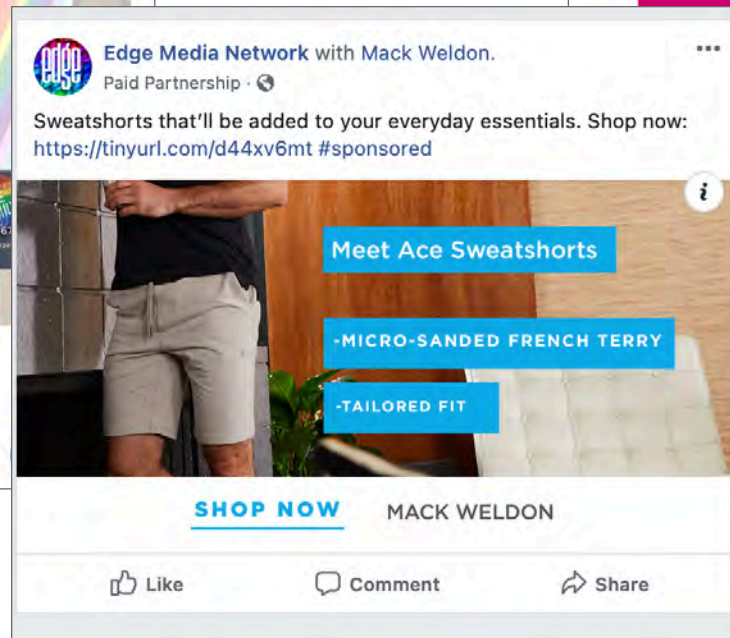 edge
Edge Media Network with Mack Weldon.
Paid Partnership ·
Sweatshorts that'll be added to your everyday essentials. Shop now:
https://tinyurl.com/d44xv6mt #sponsored
i
Meet Ace Sweatshorts
-MICRO-SANDED FRENCH TERRY
-TAILORED FIT
SHOP NOW MACK WELDON
Like Comment Share